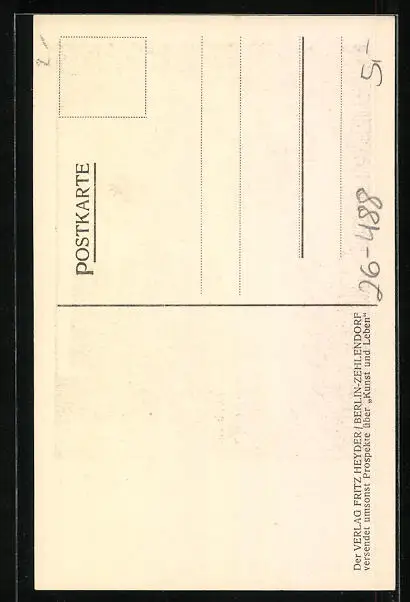 POSTKARTE
2 -
5,-
26-488
Der VERLAG FRITZ HEYDER / BERLIN-ZEHLENDORF
versendet umsonst Prospekte über „Kunst und Leben“